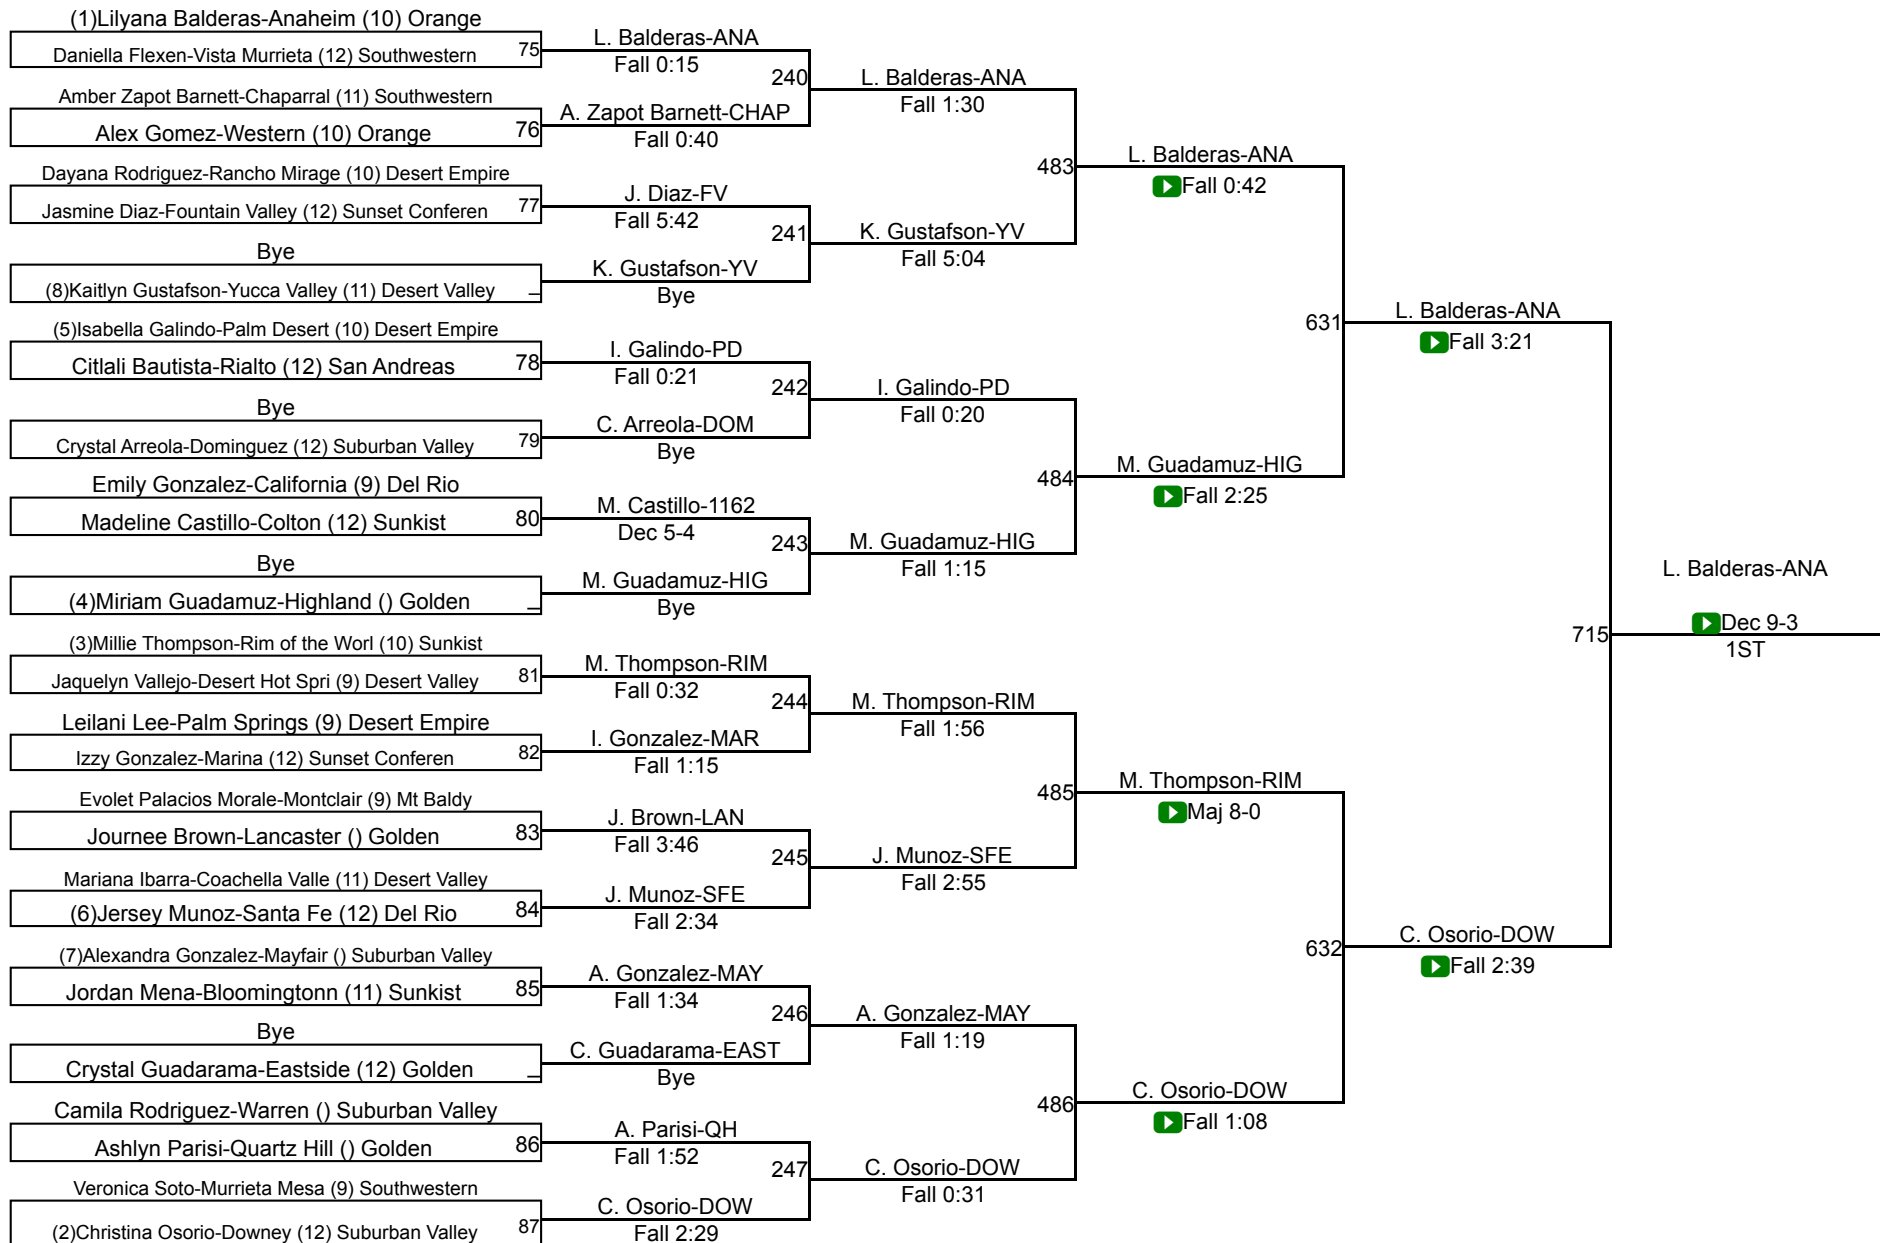 (1)Lilyana Balderas-Anaheim (10) Orange
Daniella Flexen-Vista Murrieta (12) Southwestern 75
Amber Zapot Barnett-Chaparral (11) Southwestern
Alex Gomez-Western (10) Orange 76
Dayana Rodriguez-Rancho Mirage (10) Desert Empire
Jasmine Diaz-Fountain Valley (12) Sunset Conferen 77
Bye
(8)Kaitlyn Gustafson-Yucca Valley (11) Desert Valley _
(5)Isabella Galindo-Palm Desert (10) Desert Empire
Citlali Bautista-Rialto (12) San Andreas 78
Bye
Crystal Arreola-Dominguez (12) Suburban Valley 79
Emily Gonzalez-California (9) Del Rio
Madeline Castillo-Colton (12) Sunkist 80
Bye
(4)Miriam Guadamuz-Highland () Golden _
(3)Millie Thompson-Rim of the Worl (10) Sunkist
Jaquelyn Vallejo-Desert Hot Spri (9) Desert Valley 81
Leilani Lee-Palm Springs (9) Desert Empire
Izzy Gonzalez-Marina (12) Sunset Conferen 82
Evolet Palacios Morale-Montclair (9) Mt Baldy
Journee Brown-Lancaster () Golden 83
Mariana Ibarra-Coachella Valle (11) Desert Valley
(6)Jersey Munoz-Santa Fe (12) Del Rio 84
(7)Alexandra Gonzalez-Mayfair () Suburban Valley
Jordan Mena-Bloomingtonn (11) Sunkist 85
Bye
Crystal Guadarama-Eastside (12) Golden _
Camila Rodriguez-Warren () Suburban Valley
Ashlyn Parisi-Quartz Hill () Golden 86
Veronica Soto-Murrieta Mesa (9) Southwestern
(2)Christina Osorio-Downey (12) Suburban Valley 87
L. Balderas-ANA
Fall 0:15
240
A. Zapot Barnett-CHAP
Fall 0:40
J. Diaz-FV
Fall 5:42
241
K. Gustafson-YV
Bye
I. Galindo-PD
Fall 0:21
242
C. Arreola-DOM
Bye
M. Castillo-1162
Dec 5-4
243
M. Guadamuz-HIG
Bye
M. Thompson-RIM
Fall 0:32
244
I. Gonzalez-MAR
Fall 1:15
J. Brown-LAN
Fall 3:46
245
J. Munoz-SFE
Fall 2:34
A. Gonzalez-MAY
Fall 1:34
246
C. Guadarama-EAST
Bye
A. Parisi-QH
Fall 1:52
247
C. Osorio-DOW
Fall 2:29
L. Balderas-ANA
Fall 1:30
483
K. Gustafson-YV
Fall 5:04
I. Galindo-PD
Fall 0:20
484
M. Guadamuz-HIG
Fall 1:15
M. Thompson-RIM
Fall 1:56
485
J. Munoz-SFE
Fall 2:55
A. Gonzalez-MAY
Fall 1:19
486
C. Osorio-DOW
Fall 0:31
L. Balderas-ANA
Fall 0:42
631
M. Guadamuz-HIG
Fall 2:25
M. Thompson-RIM
Maj 8-0
632
C. Osorio-DOW
Fall 1:08
L. Balderas-ANA
Fall 3:21
715
C. Osorio-DOW
Fall 2:39
L. Balderas-ANA
Dec 9-3
1ST